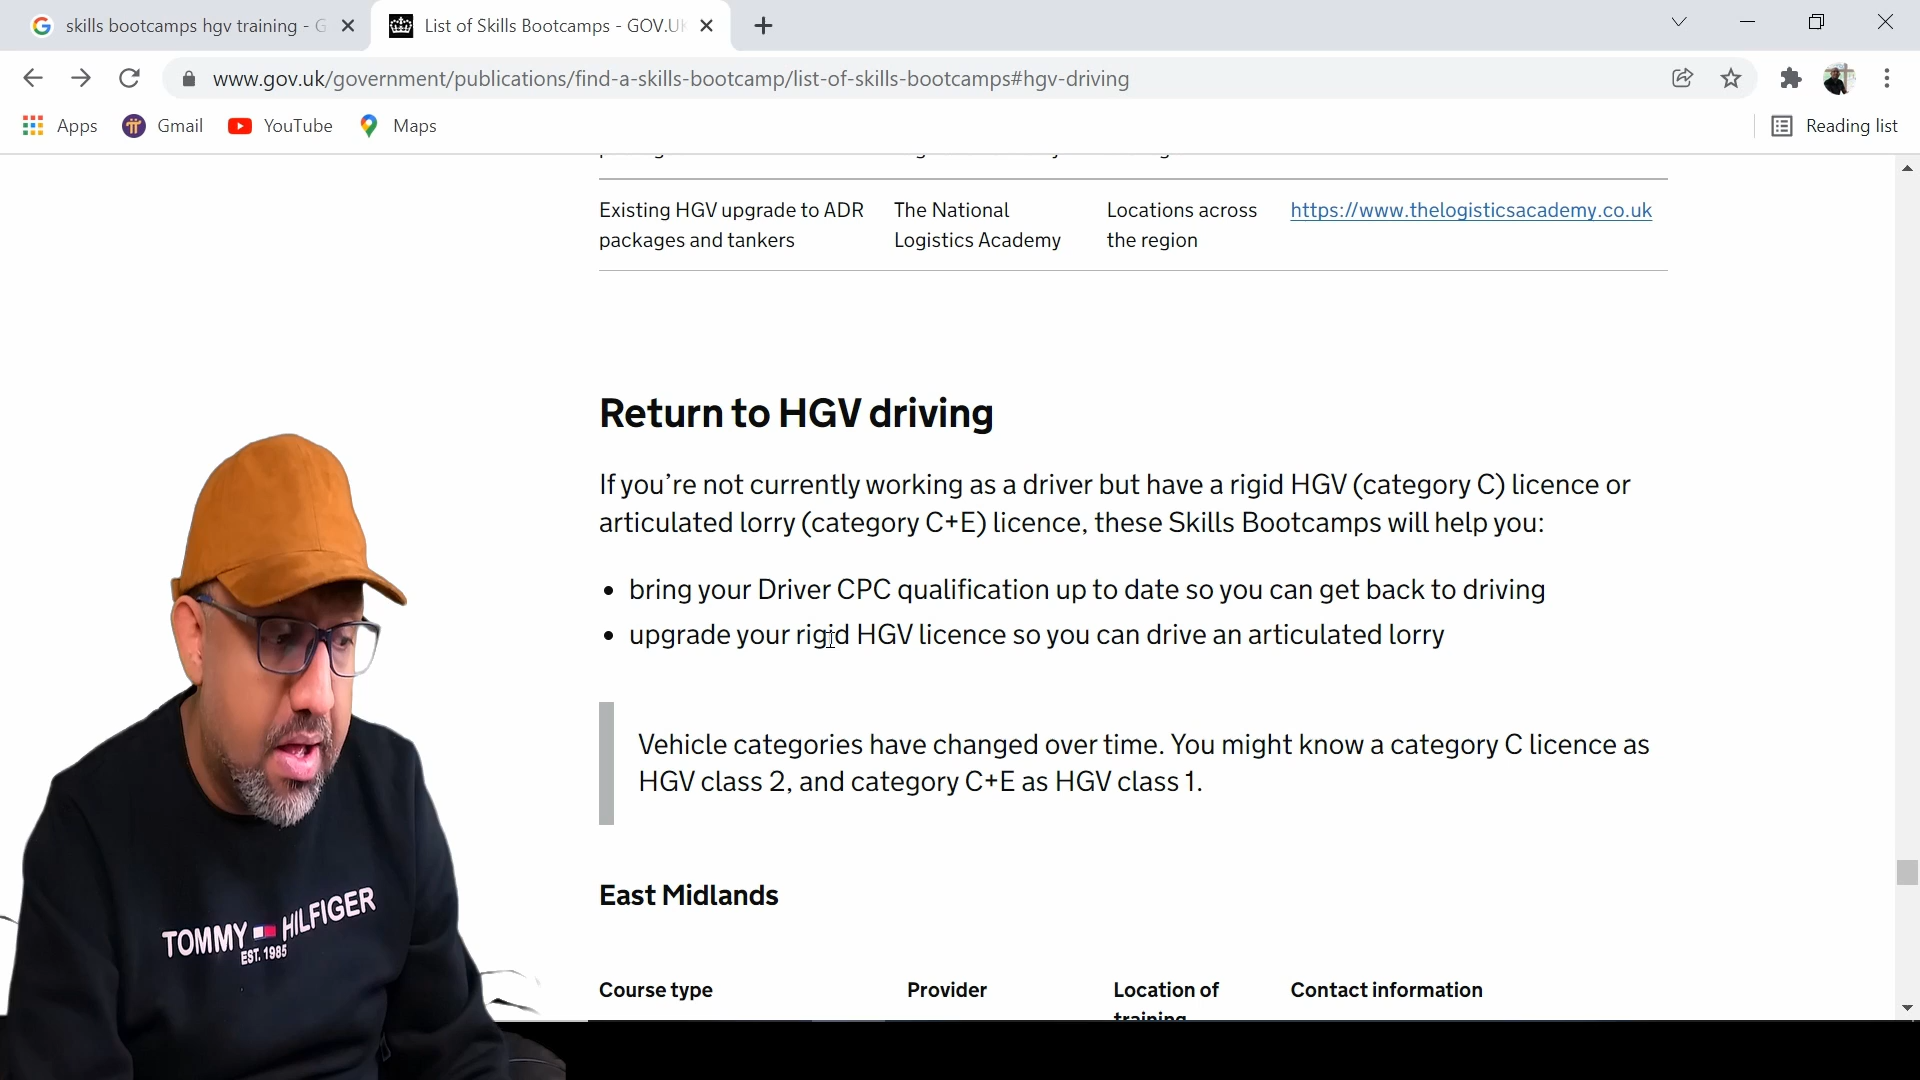 skills bootcamps hgv training - G
List of Skills Bootcamps - GOV.UK
www.gov.uk/government/publications/find-a-skills-bootcamp/list-of-skills-bootcamps#hgv-driving
Apps Gmail YouTube Maps Reading list
Existing HGV upgrade to ADR
packages and tankers
The National
Logistics Academy
Locations across
the region
https://www.thelogisticsacademy.co.uk
Return to HGV driving
If you’re not currently working as a driver but have a rigid HGV (category C) licence or
articulated lorry (category C+E) licence, these Skills Bootcamps will help you:
• bring your Driver CPC qualification up to date so you can get back to driving
• upgrade your rigid HGV licence so you can drive an articulated lorry
Vehicle categories have changed over time. You might know a category C licence as
HGV class 2, and category C+E as HGV class 1.
East Midlands
Course type
Provider
Location of
training
Contact information
TOMMY HILFIGER
EST. 1985